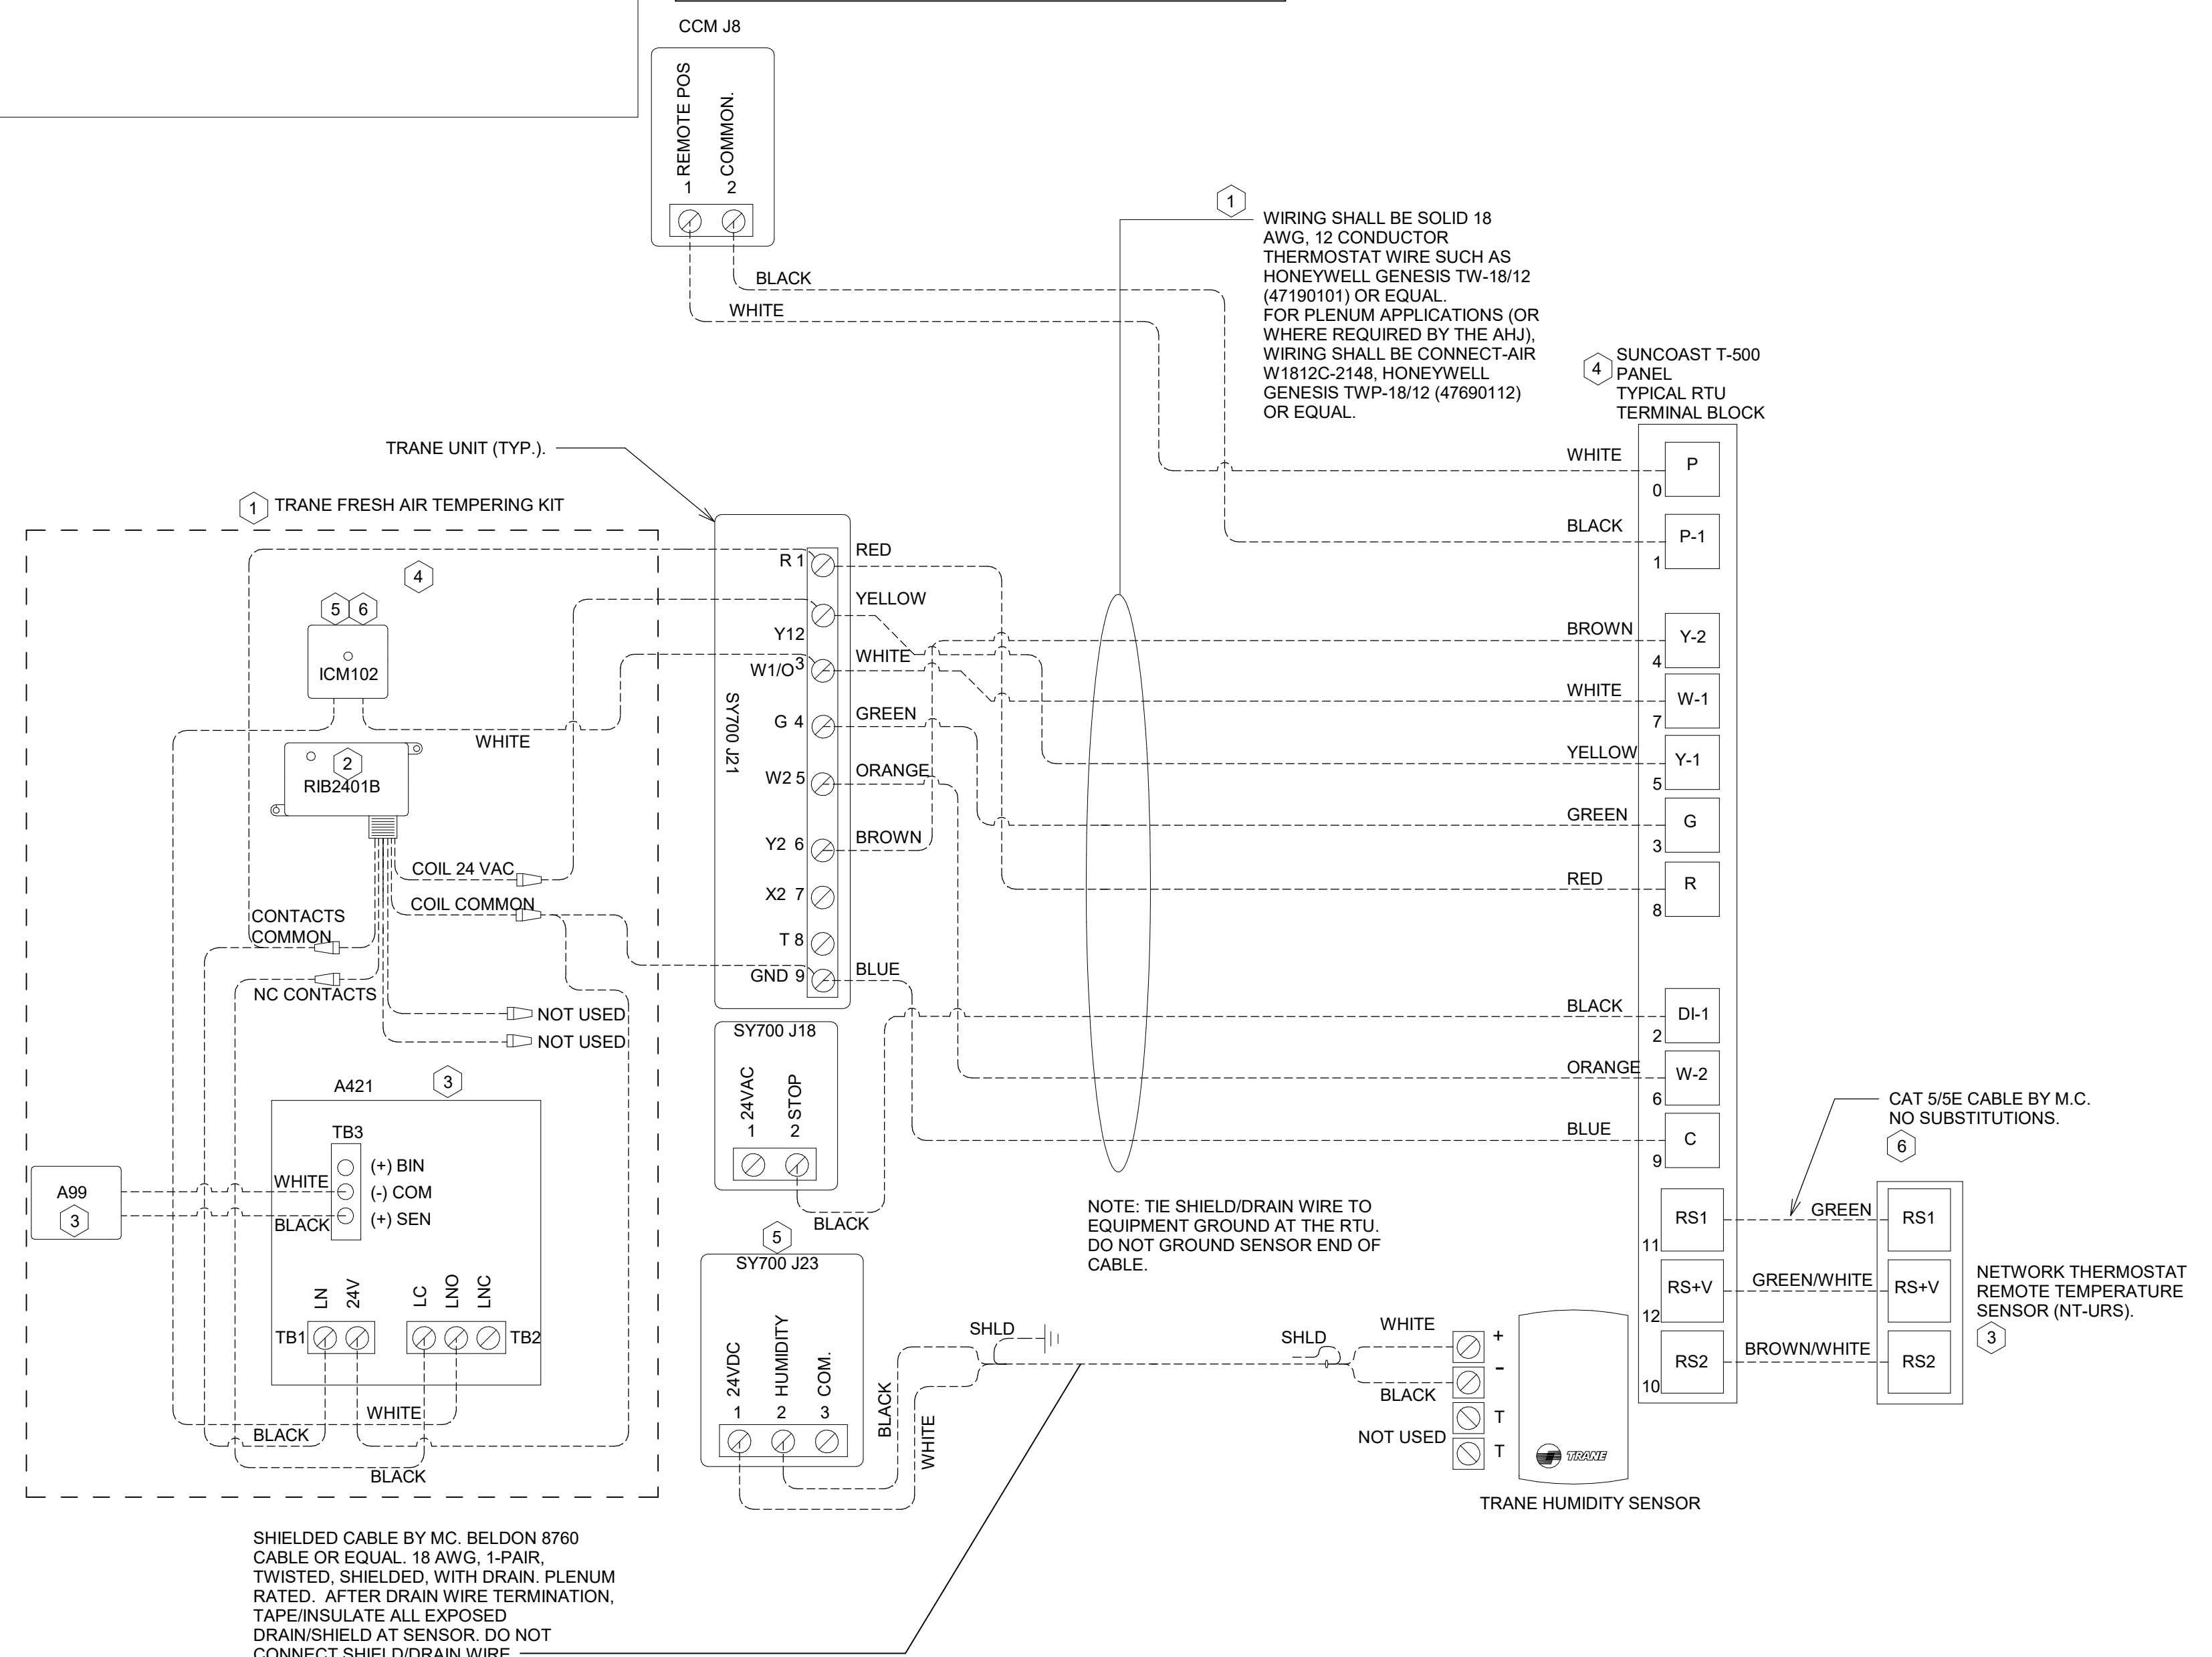 CCM J8
REMOTE POS
COMMON.
1
2
BLACK
WHITE
1
WIRING SHALL BE SOLID 18
AWG, 12 CONDUCTOR
THERMOSTAT WIRE SUCH AS
HONEYWELL GENESIS TW-18/12
(47190101) OR EQUAL.
FOR PLENUM APPLICATIONS (OR
WHERE REQUIRED BY THE AHJ),
WIRING SHALL BE CONNECT-AIR
W1812C-2148, HONEYWELL
GENESIS TWP-18/12 (47690112)
OR EQUAL.
4
SUNCOAST T-500
PANEL
TYPICAL RTU
TERMINAL BLOCK
TRANE UNIT (TYP.).
1
TRANE FRESH AIR TEMPERING KIT
4
5
6
ICM102
WHITE
2
RIB2401B
COIL 24 VAC
COIL COMMON
CONTACTS
COMMON
NC CONTACTS
NOT USED
NOT USED
A421
3
TB3
(+) BIN
(-) COM
(+) SEN
WHITE
BLACK
A99
3
LN
24V
LC
LNO
LNC
TB1
TB2
WHITE
BLACK
BLACK
R 1
Y12
W1/O3
G 4
W2 5
Y2 6
X2 7
T 8
GND 9
SY700 J21
RED
YELLOW
WHITE
GREEN
ORANGE
BROWN
BLUE
SY700 J18
24VAC
STOP
1
2
BLACK
5
SY700 J23
24VDC
HUMIDITY
COM.
1
2
3
BLACK
WHITE
SHLD
NOTE: TIE SHIELD/DRAIN WIRE TO
EQUIPMENT GROUND AT THE RTU.
DO NOT GROUND SENSOR END OF
CABLE.
SHLD
WHITE
BLACK
NOT USED
+
-
T
T
TRANE
TRANE HUMIDITY SENSOR
WHITE
P
0
BLACK
P-1
1
BROWN
Y-2
4
WHITE
W-1
7
YELLOW
Y-1
5
GREEN
G
3
RED
R
8
BLACK
DI-1
2
ORANGE
W-2
6
BLUE
C
9
RS1
11
RS+V
12
RS2
10
GREEN
GREEN/WHITE
BROWN/WHITE
CAT 5/5E CABLE BY M.C.
NO SUBSTITUTIONS.
6
RS1
RS+V
RS2
NETWORK THERMOSTAT
REMOTE TEMPERATURE
SENSOR (NT-URS).
3
SHIELDED CABLE BY MC. BELDON 8760
CABLE OR EQUAL. 18 AWG, 1-PAIR,
TWISTED, SHIELDED, WITH DRAIN. PLENUM
RATED. AFTER DRAIN WIRE TERMINATION,
TAPE/INSULATE ALL EXPOSED
DRAIN/SHIELD AT SENSOR. DO NOT
CONNECT SHIELD/DRAIN WIRE